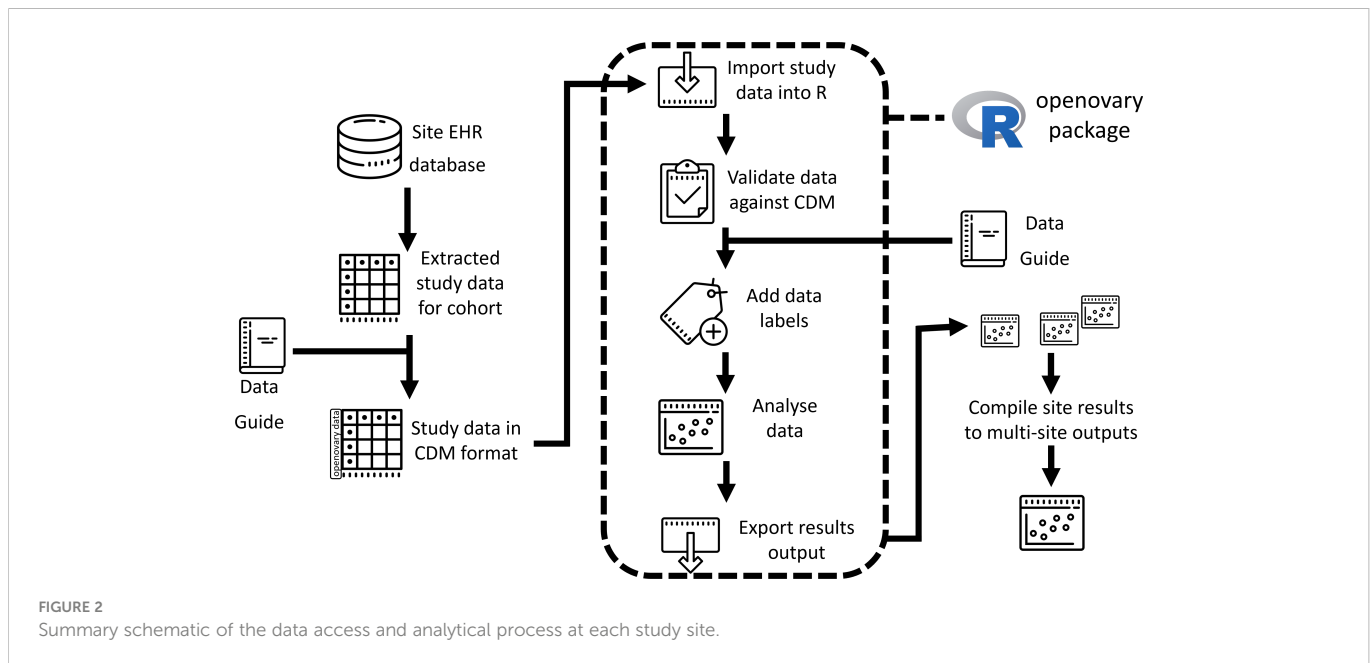 Site EHR
database
Extracted
study data
for cohort
Data
Guide
openovary data
Study data in
CDM format
Import study
data into R
Validate data
against CDM
Add data
labels
Analyse
data
Export results
output
R
openovary
package
Data
Guide
Compile site results
to multi-site outputs
FIGURE 2
Summary schematic of the data access and analytical process at each study site.